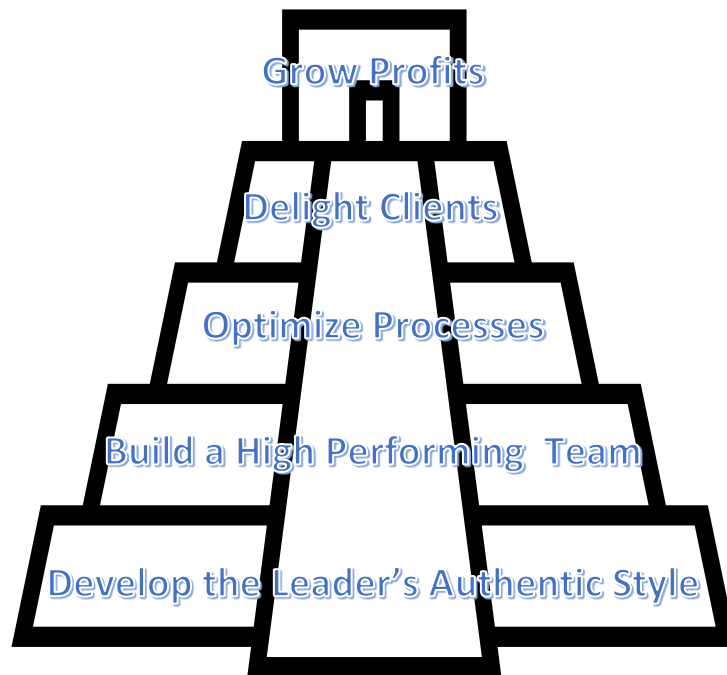 Grow Profits
Delight Clients
Optimize Processes
Build a High Performing  Team
Develop the Leader’s Authentic Style